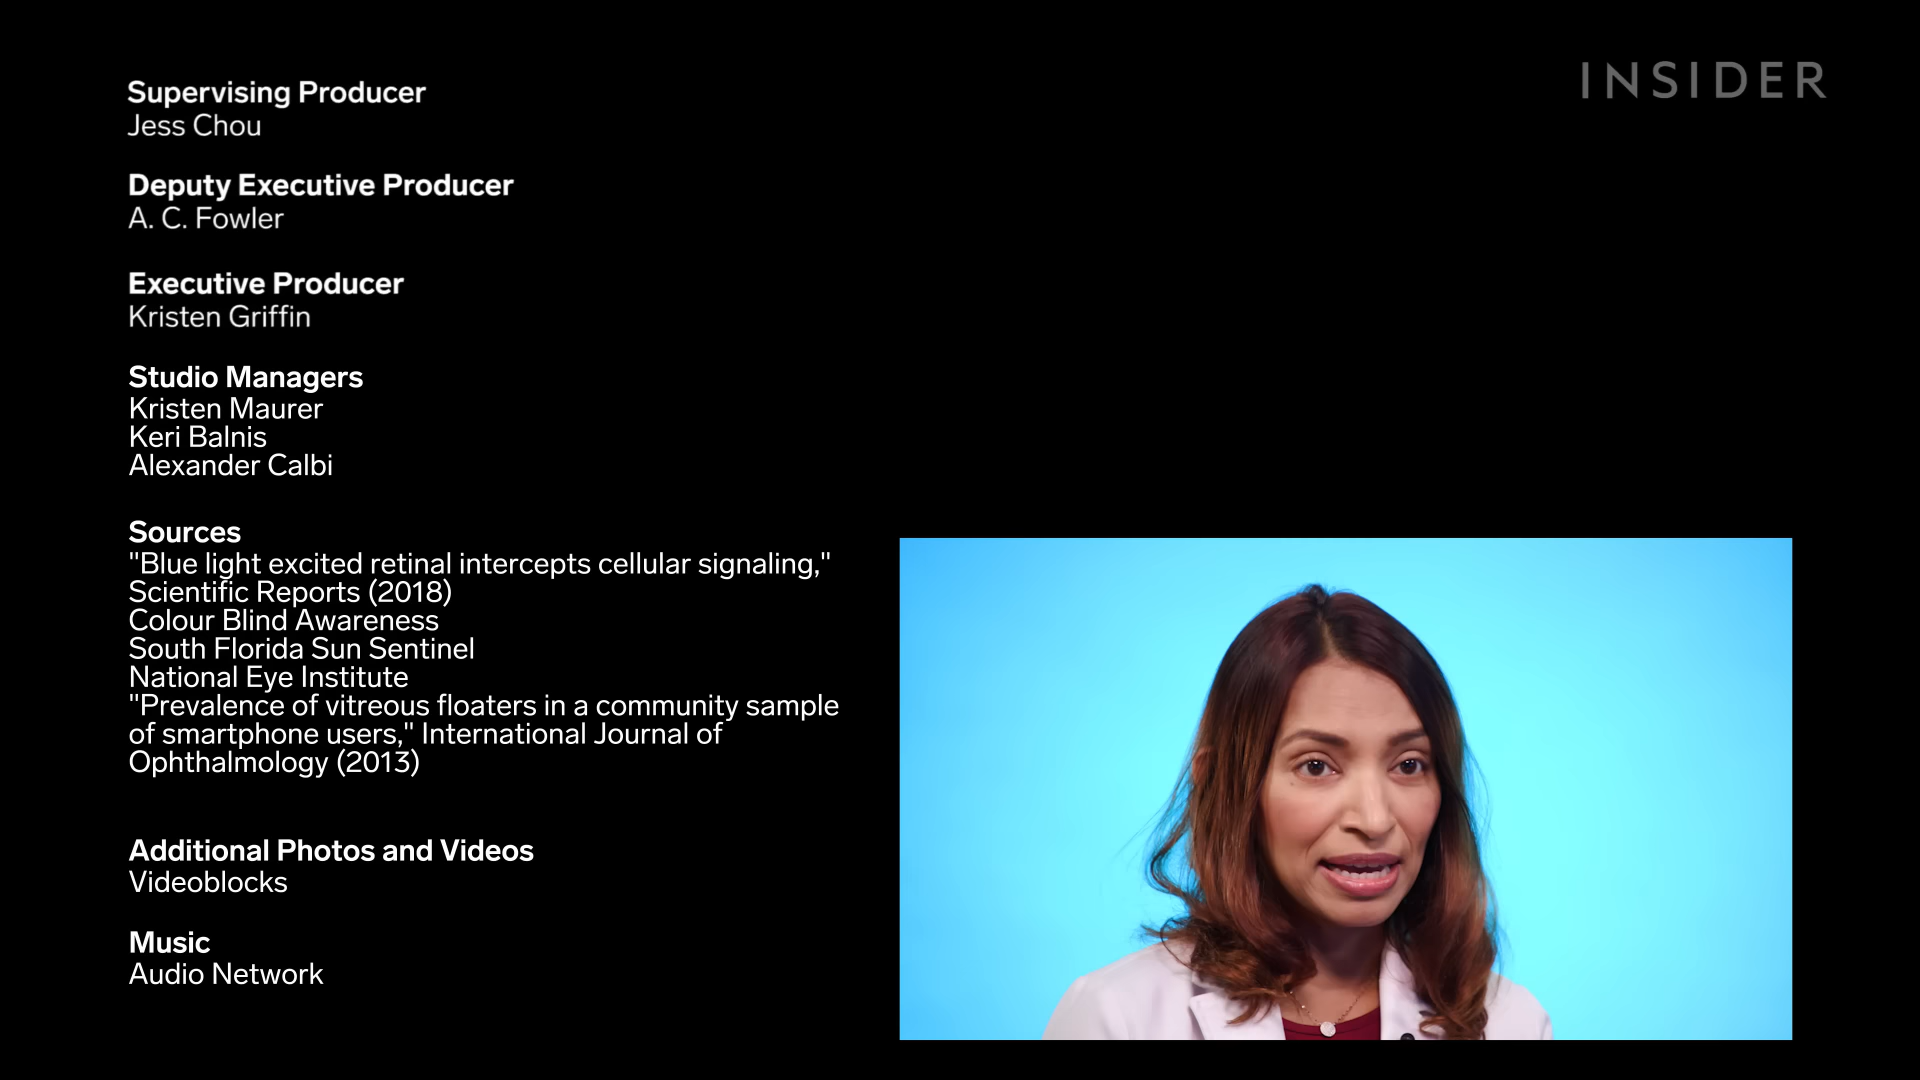 INSIDER
Supervising Producer
Jess Chou
Deputy Executive Producer
A. C. Fowler
Executive Producer
Kristen Griffin
Studio Managers
Kristen Maurer
Keri Balnis
Alexander Calbi
Sources
"Blue light excited retinal intercepts cellular signaling,"
Scientific Reports (2018)
Colour Blind Awareness
South Florida Sun Sentinel
National Eye Institute
"Prevalence of vitreous floaters in a community sample
of smartphone users," International Journal of
Ophthalmology (2013)
Additional Photos and Videos
Videoblocks
Music
Audio Network